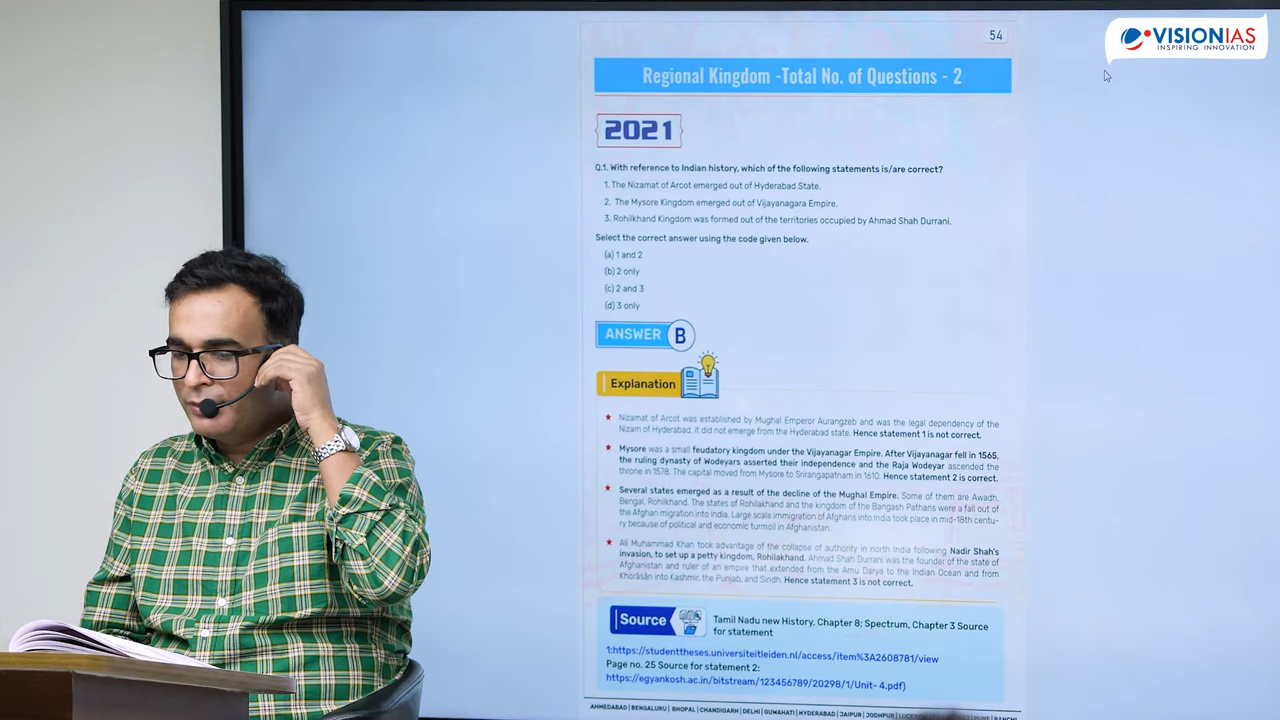 VISIONIAS
INSPIRING INNOVATION
54
Regional Kingdom -Total No. of Questions - 2
2021
Q.1. With reference to Indian history, which of the following statements is/are correct?
1. The Nizamat of Arcot emerged out of Hyderabad State.
2. The Mysore Kingdom emerged out of Vijayanagara Empire.
3. Rohilkhand Kingdom was formed out of the territories occupied by Ahmad Shah Durrani.
Select the correct answer using the code given below.
(a) 1 and 2
(b) 2 only
(c) 2 and 3
(d) 3 only
ANSWER B
Explanation
★ Nizamat of Arcot was established by Mughal Emperor Aurangzeb and was the legal dependency of the
Nizam of Hyderabad, it did not emerge from the Hyderabad state. Hence statement 1 is not correct.
★ Mysore was a small feudatory kingdom under the Vijayanagar Empire. After Vijayanagar fell in 1565,
the ruling dynasty of Wodeyars asserted their independence and the Raja Wodeyar ascended the
throne in 1578. The capital moved from Mysore to Srirangapatnam in 1610. Hence statement 2 is correct.
★ Several states emerged as a result of the decline of the Mughal Empire. Some of them are Awadh,
Bengal, Rohilkhand. The states of Rohilakhand and the kingdom of the Bangash Pathans were a fall out of
the Afghan migration into India. Large scale immigration of Afghans into India took place in mid-18th centu-
ry because of political and economic turmoil in Afghanistan.
★ Ali Muhammad Khan took advantage of the collapse of authority in north India following Nadir Shah's
invasion, to set up a petty kingdom, Rohilakhand. Ahmad Shah Durrani was the founder of the state of
Afghanistan and ruler of an empire that extended from the Amu Darya to the Indian Ocean and from
Khorāsān into Kashmir, the Punjab, and Sindh. Hence statement 3 is not correct.
Source
Tamil Nadu new History, Chapter 8; Spectrum, Chapter 3 Source
for statement
1:https://studenttheses.universiteitleiden.nl/access/item%3A2608781/view
Page no. 25 Source for statement 2:
https://egyankosh.ac.in/bitstream/123456789/20298/1/Unit- 4.pdf)
AHMEDABAD | BENGALURU | BHOPAL | CHANDIGARH | DELHI | GUWAHATI | HYDERABAD | JAIPUR | JODHPUR |